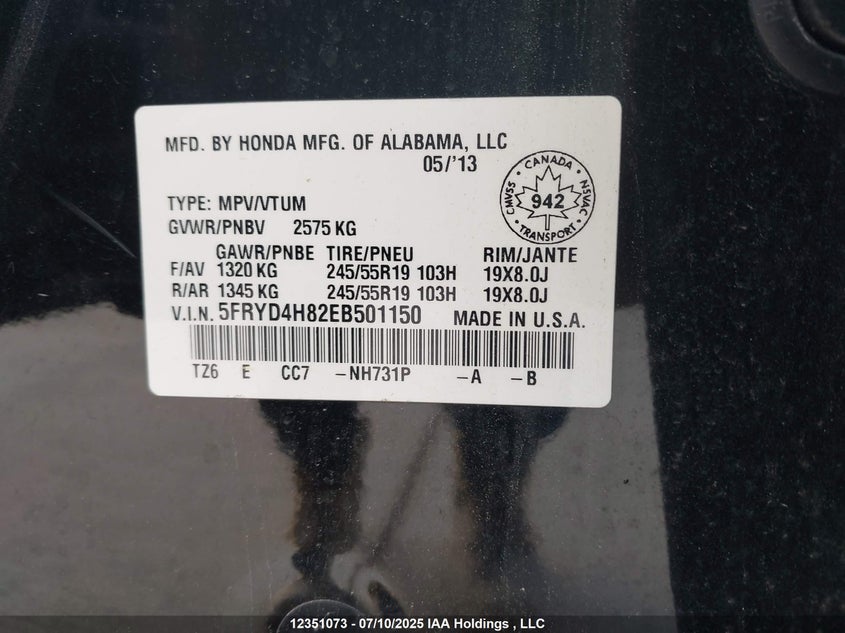 MFD. BY HONDA MFG. OF ALABAMA, LLC
05/'13
TYPE: MPV/VTUM
GVWR/PNBV 2575 KG
GAWR/PNBE TIRE/PNEU RIM/JANTE
F/AV 1320 KG 245/55R19 103H 19X8.0J
R/AR 1345 KG 245/55R19 103H 19X8.0J
V.I.N. 5FRYD4H82EB501150 MADE IN U.S.A.
TZ6 E CC7 -NH731P -A -B
CANADA
CMVSS 942 NSVAC
TRANSPORT
12351073 - 07/10/2025 IAA Holdings , LLC